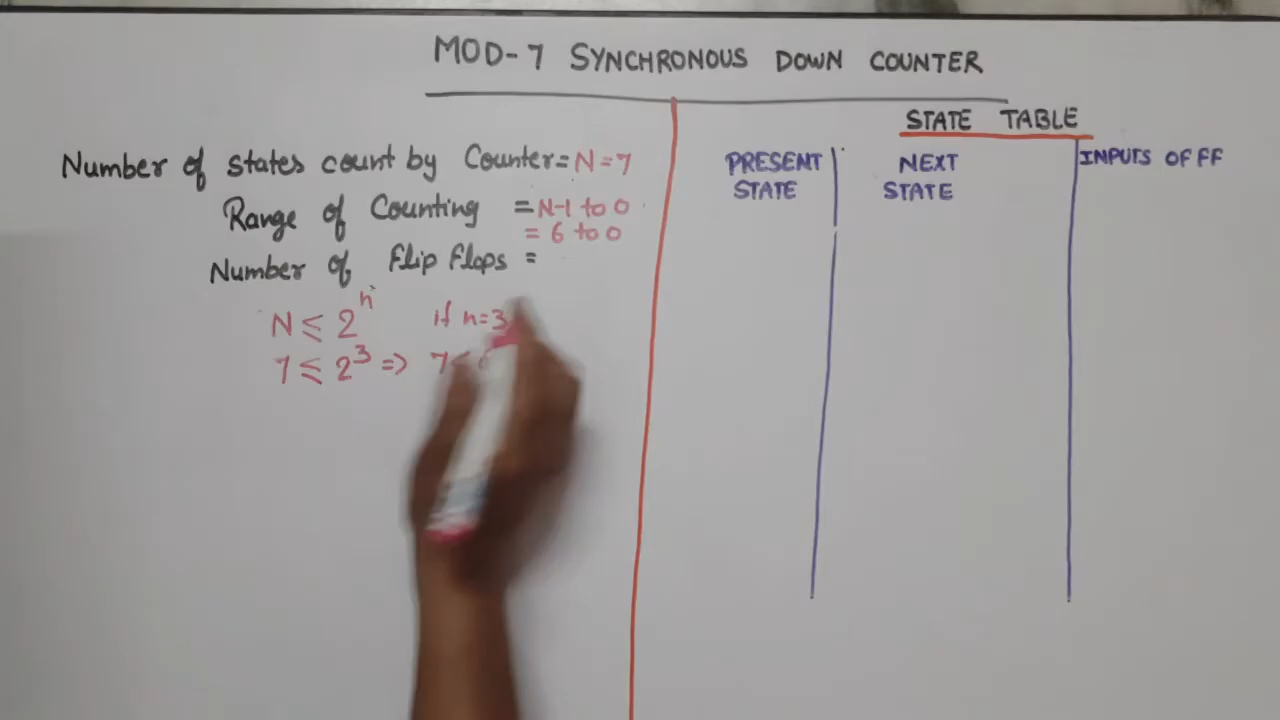 MOD-7 SYNCHRONOUS DOWN COUNTER
Number of states count by Counter = N = 7
Range of Counting = N-1 to 0
= 6 to 0
Number of Flip Flops =
N ≤ 2^n if n=3
7 ≤ 2^3 => 7
STATE TABLE
PRESENT STATE
NEXT STATE
INPUTS OF FF